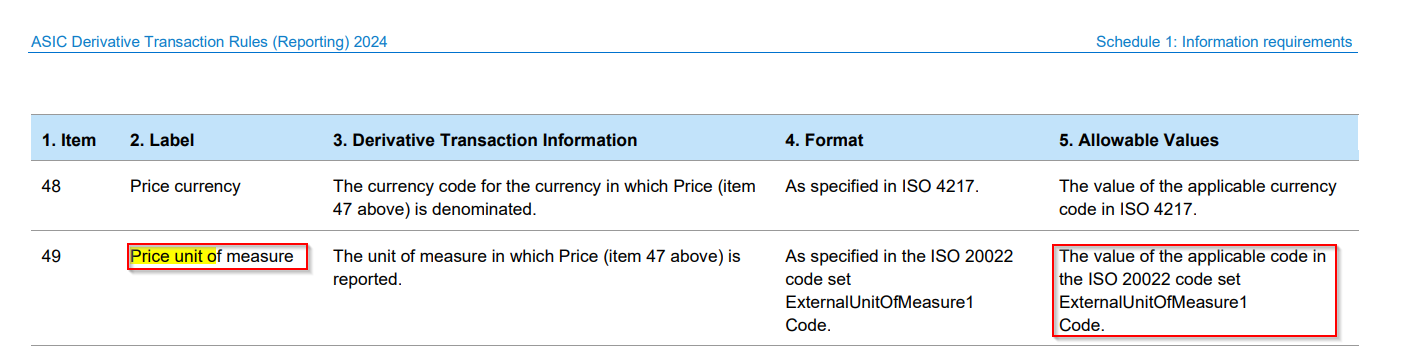 ASIC Derivative Transaction Rules (Reporting) 2024 Schedule 1: Information requirements
1. Item 2. Label 3. Derivative Transaction Information 4. Format 5. Allowable Values
48 Price currency The currency code for the currency in which Price (item As specified in ISO 4217. The value of the applicable currency
47 above) is denominated. code in ISO 4217.
49 Price unit of measure The unit of measure in which Price (item 47 above) is As specified in the ISO 20022 The value of the applicable code in
reported. code set the ISO 20022 code set
ExternalUnitOfMeasure1 ExternalUnitOfMeasure1
Code. Code.